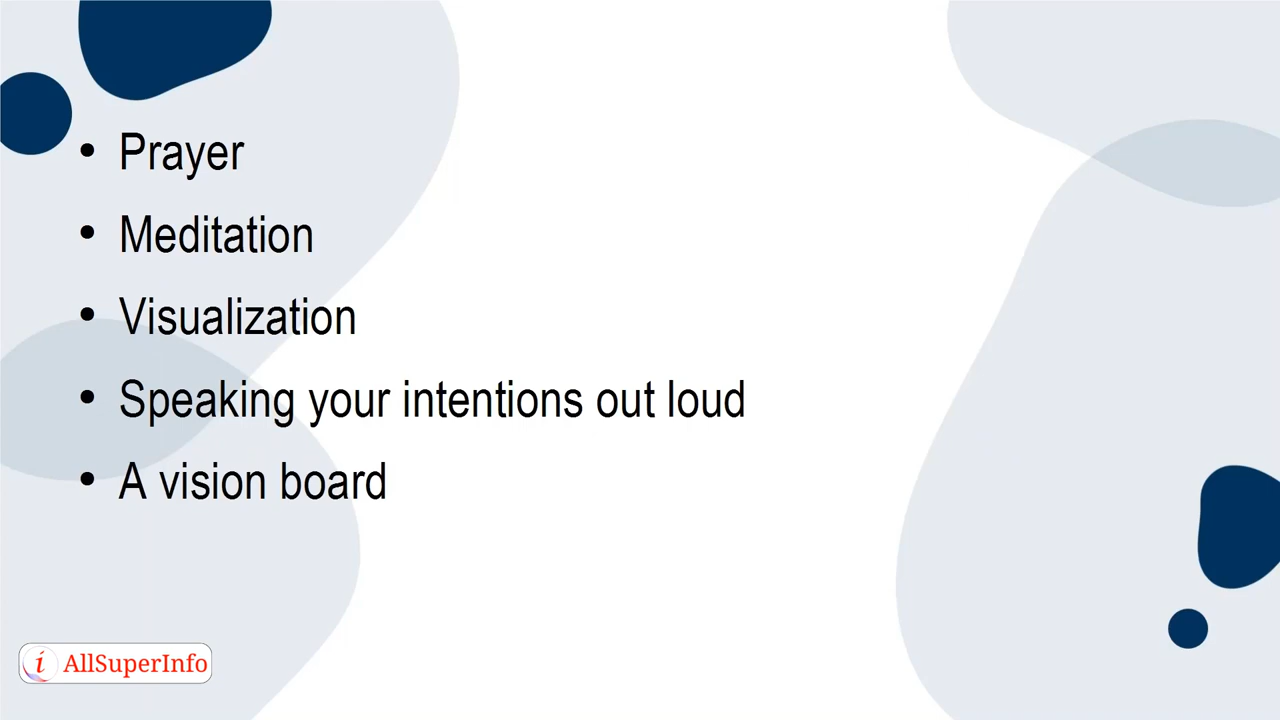 • Prayer
• Meditation
• Visualization
• Speaking your intentions out loud
• A vision board
i AllSuperInfo